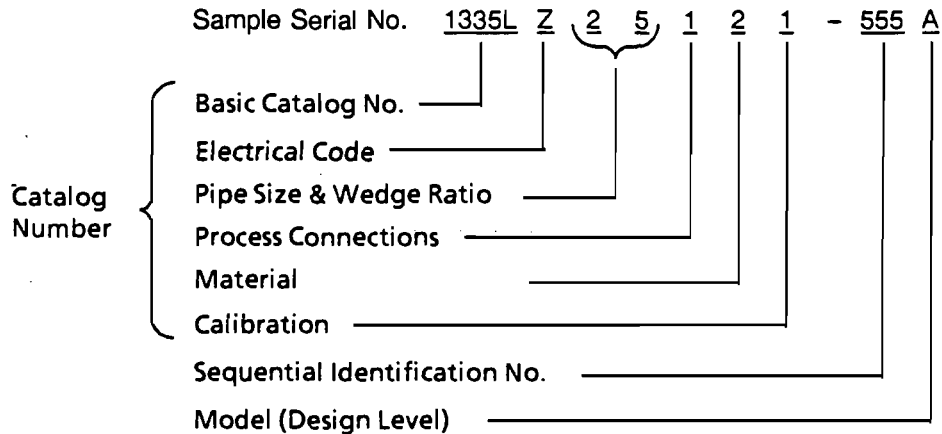 Sample Serial No. 1335L Z 2 5 1 2 1 - 555 A
Basic Catalog No.
Electrical Code
Pipe Size & Wedge Ratio
Catalog Number
Process Connections
Material
Calibration
Sequential Identification No.
Model (Design Level)